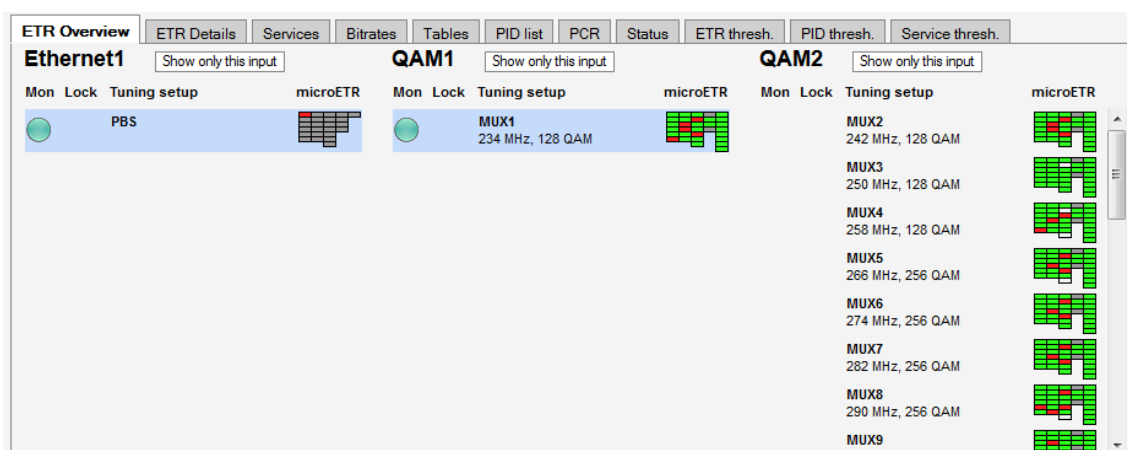 ETR Overview ETR Details Services Bitrates Tables PID list PCR Status ETR thresh. PID thresh. Service thresh.
Ethernet1 Show only this input QAM1 Show only this input QAM2 Show only this input
Mon Lock Tuning setup microETR Mon Lock Tuning setup microETR Mon Lock Tuning setup microETR
PBS MUX1 MUX2
234 MHz, 128 QAM 242 MHz, 128 QAM
MUX3
250 MHz, 128 QAM
MUX4
258 MHz, 128 QAM
MUX5
266 MHz, 256 QAM
MUX6
274 MHz, 256 QAM
MUX7
282 MHz, 256 QAM
MUX8
290 MHz, 256 QAM
MUX9